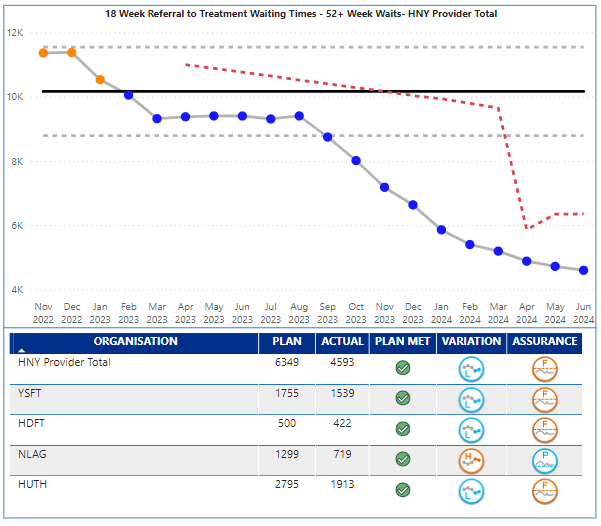 18 Week Referral to Treatment Waiting Times - 52+ Week Waits- HNY Provider Total
12K
10K
8K
6K
4K
Nov 2022 Dec 2022 Jan 2023 Feb 2023 Mar 2023 Apr 2023 May 2023 Jun 2023 Jul 2023 Aug 2023 Sep 2023 Oct 2023 Nov 2023 Dec 2023 Jan 2024 Feb 2024 Mar 2024 Apr 2024 May 2024 Jun 2024
ORGANISATION PLAN ACTUAL PLAN MET VARIATION ASSURANCE
HNY Provider Total 6349 4593 L F
YSFT 1755 1539 L F
HDFT 500 422 L F
NLAG 1299 719 H P
HUTH 2795 1913 L F